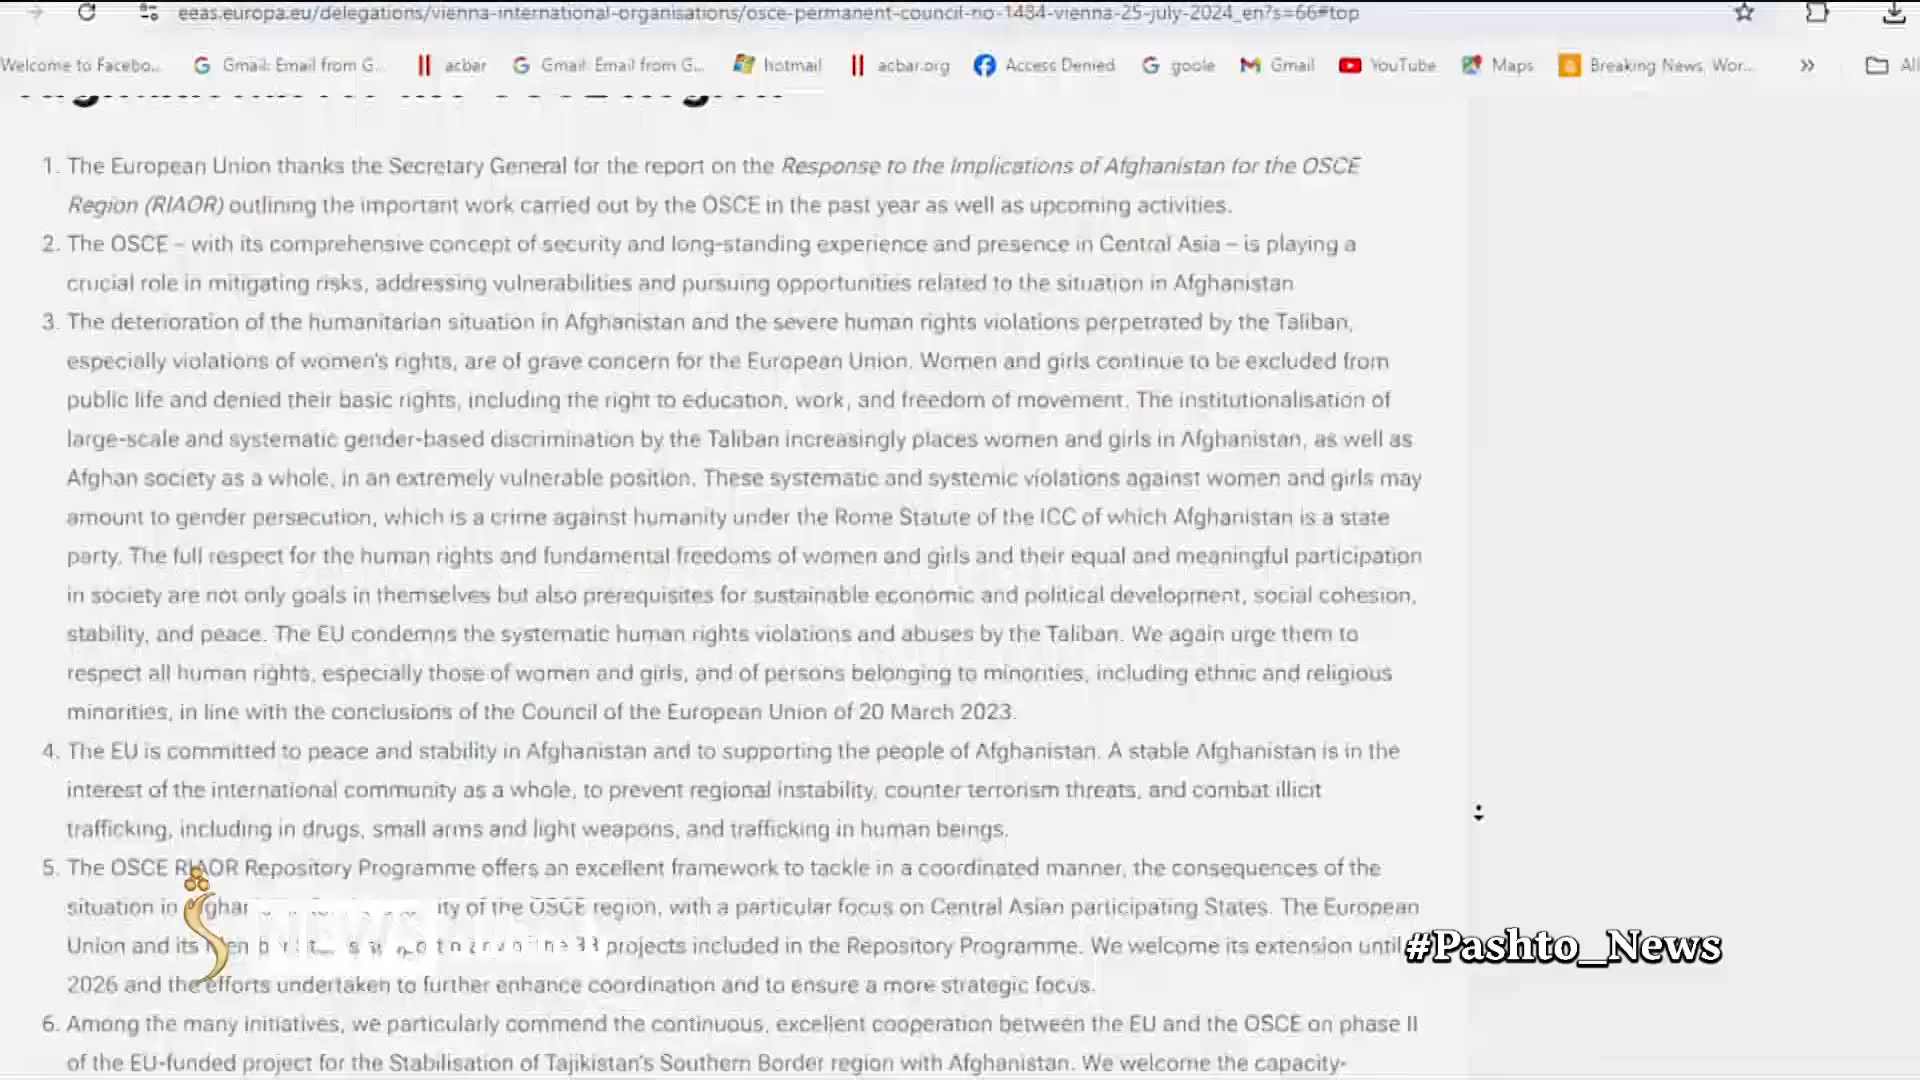 eeas.europa.eu/delegations/vienna-international-organisations/osce-permanent-council-no-1484-vienna-25-july-2024_en?s=66#top
Welcome to Facebo... Gmail: Email from G... acbar Gmail: Email from G... hotmail acbar.org Access Denied goole Gmail YouTube Maps Breaking News, Wor... » All
1. The European Union thanks the Secretary General for the report on the Response to the Implications of Afghanistan for the OSCE
Region (RIAOR) outlining the important work carried out by the OSCE in the past year as well as upcoming activities.
2. The OSCE – with its comprehensive concept of security and long-standing experience and presence in Central Asia – is playing a
crucial role in mitigating risks, addressing vulnerabilities and pursuing opportunities related to the situation in Afghanistan
3. The deterioration of the humanitarian situation in Afghanistan and the severe human rights violations perpetrated by the Taliban,
especially violations of women's rights, are of grave concern for the European Union. Women and girls continue to be excluded from
public life and denied their basic rights, including the right to education, work, and freedom of movement. The institutionalisation of
large-scale and systematic gender-based discrimination by the Taliban increasingly places women and girls in Afghanistan, as well as
Afghan society as a whole, in an extremely vulnerable position. These systematic and systemic violations against women and girls may
amount to gender persecution, which is a crime against humanity under the Rome Statute of the ICC of which Afghanistan is a state
party. The full respect for the human rights and fundamental freedoms of women and girls and their equal and meaningful participation
in society are not only goals in themselves but also prerequisites for sustainable economic and political development, social cohesion,
stability, and peace. The EU condemns the systematic human rights violations and abuses by the Taliban. We again urge them to
respect all human rights, especially those of women and girls, and of persons belonging to minorities, including ethnic and religious
minorities, in line with the conclusions of the Council of the European Union of 20 March 2023.
4. The EU is committed to peace and stability in Afghanistan and to supporting the people of Afghanistan. A stable Afghanistan is in the
interest of the international community as a whole, to prevent regional instability, counter terrorism threats, and combat illicit
trafficking, including in drugs, small arms and light weapons, and trafficking in human beings.
5. The OSCE RIAOR Repository Programme offers an excellent framework to tackle in a coordinated manner, the consequences of the
situation in of the OSCE region, with a particular focus on Central Asian participating States. The European
Union and its projects included in the Repository Programme. We welcome its extension until
2026 and the efforts undertaken to further enhance coordination and to ensure a more strategic focus.
6. Among the many initiatives, we particularly commend the continuous, excellent cooperation between the EU and the OSCE on phase II
of the EU-funded project for the Stabilisation of Tajikistan's Southern Border region with Afghanistan. We welcome the capacity-
#Pashto_News